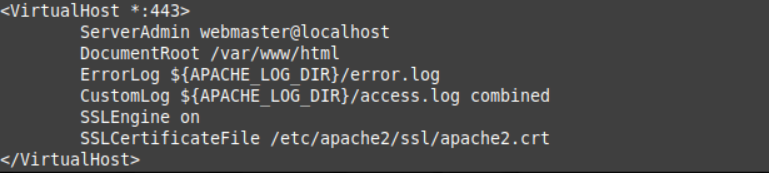 <VirtualHost *:443>
ServerAdmin webmaster@localhost
DocumentRoot /var/www/html
ErrorLog ${APACHE_LOG_DIR}/error.log
CustomLog ${APACHE_LOG_DIR}/access.log combined
SSLEngine on
SSLCertificateFile /etc/apache2/ssl/apache2.crt
</VirtualHost>